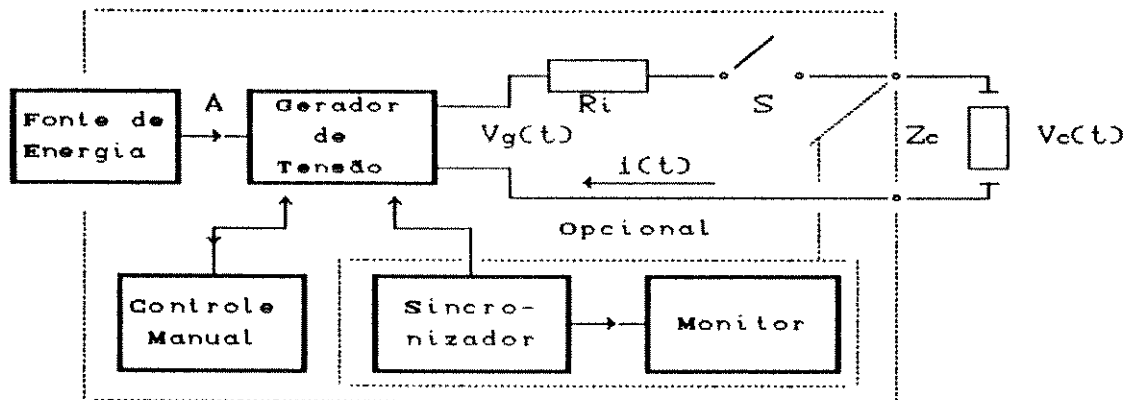 Fonte de
Energia
A
Gerador
de
Tensão
Ri
S
Vg(t)
i(t)
Zc
Vc(t)
Opcional
Controle
Manual
Sincro-
nizador
Monitor